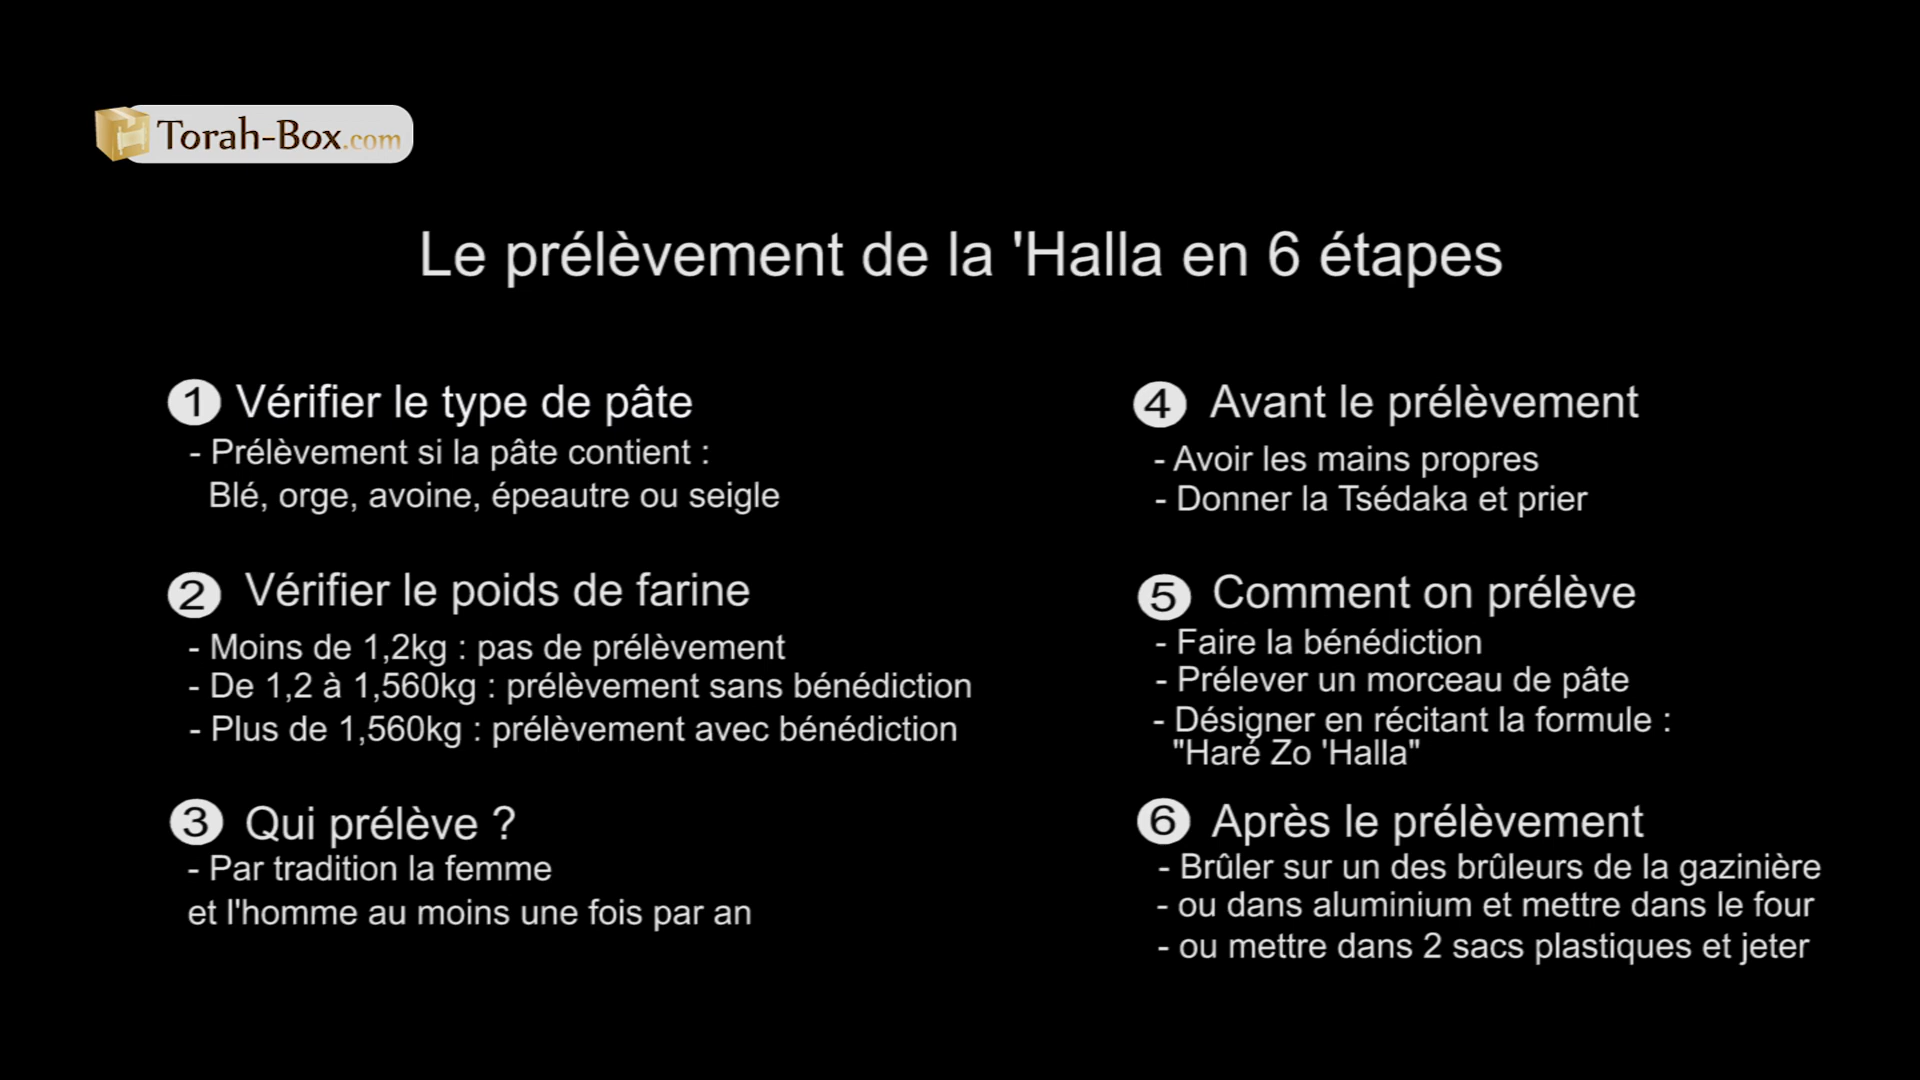 Torah-Box.com
Le prélèvement de la 'Halla en 6 étapes
1 Vérifier le type de pâte
- Prélèvement si la pâte contient :
Blé, orge, avoine, épeautre ou seigle
2 Vérifier le poids de farine
- Moins de 1,2kg : pas de prélèvement
- De 1,2 à 1,560kg : prélèvement sans bénédiction
- Plus de 1,560kg : prélèvement avec bénédiction
3 Qui prélève ?
- Par tradition la femme
et l'homme au moins une fois par an
4 Avant le prélèvement
- Avoir les mains propres
- Donner la Tsédaka et prier
5 Comment on prélève
- Faire la bénédiction
- Prélever un morceau de pâte
- Désigner en récitant la formule :
"Haré Zo 'Halla"
6 Après le prélèvement
- Brûler sur un des brûleurs de la gazinière
- ou dans aluminium et mettre dans le four
- ou mettre dans 2 sacs plastiques et jeter